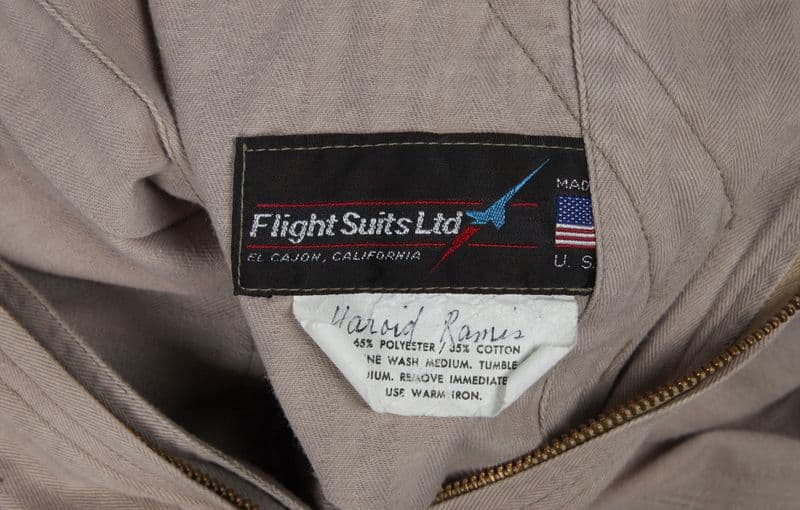 Flight Suits Ltd
EL CAJON, CALIFORNIA
MAD
U. S.
Harold Ramis
65% POLYESTER / 35% COTTON
NE WASH MEDIUM. TUMBLE
IUM. REMOVE IMMEDIATE
USE WARM IRON.